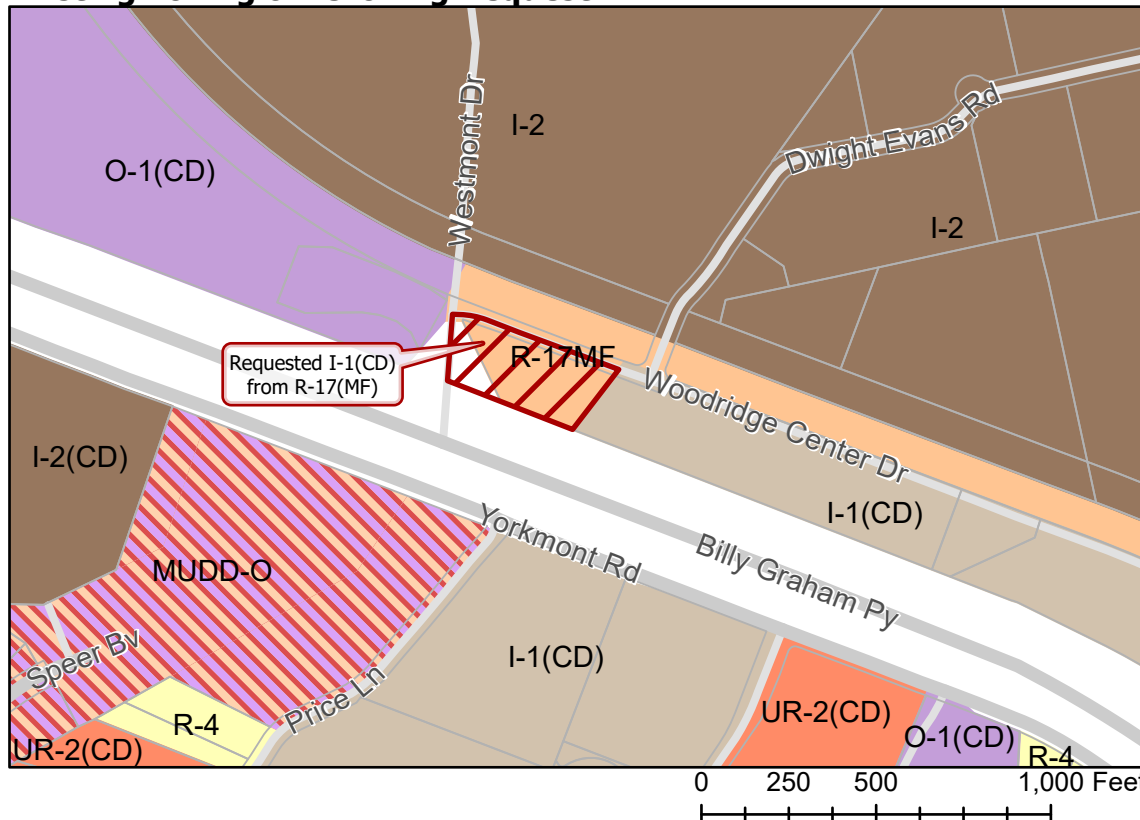 I-2
Westmont Dr
Dwight Evans Rd
O-1(CD)
I-2
Requested I-1(CD)
from R-17(MF)
R-17MF
Woodridge Center Dr
I-2(CD)
I-1(CD)
Yorkmont Rd
Billy Graham Py
MUDD-O
I-1(CD)
Speer Bv
Price Ln
R-4
UR-2(CD)
UR-2(CD)
O-1(CD)
R-4
0 250 500 1,000 Feet